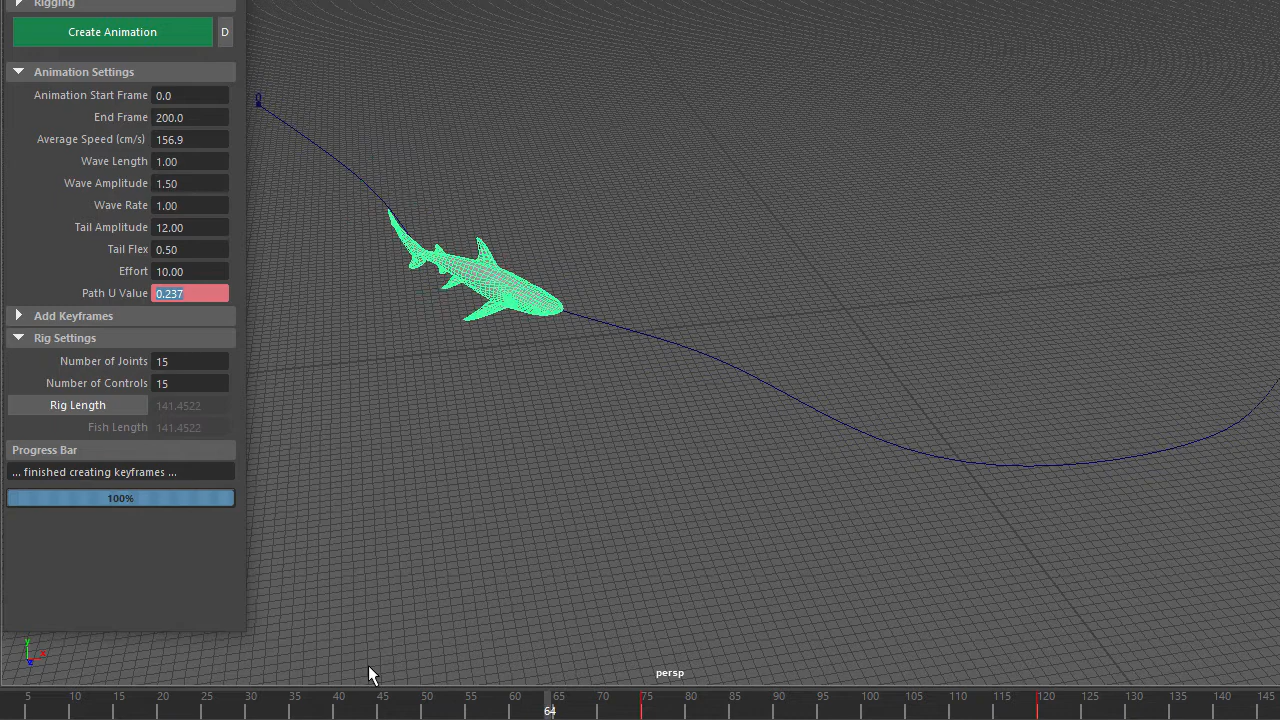 Rigging
Create Animation D
Animation Settings
Animation Start Frame 0.0
End Frame 200.0
Average Speed (cm/s) 156.9
Wave Length 1.00
Wave Amplitude 1.50
Wave Rate 1.00
Tail Amplitude 12.00
Tail Flex 0.50
Effort 10.00
Path U Value 0.237
Add Keyframes
Rig Settings
Number of Joints 15
Number of Controls 15
Rig Length 141.4522
Fish Length 141.4522
Progress Bar
... finished creating keyframes ...
100%
0
y
x
z
persp
5 10 15 20 25 30 35 40 45 50 55 60 65 70 75 80 85 90 95 100 105 110 115 120 125 130 135 140 145
64